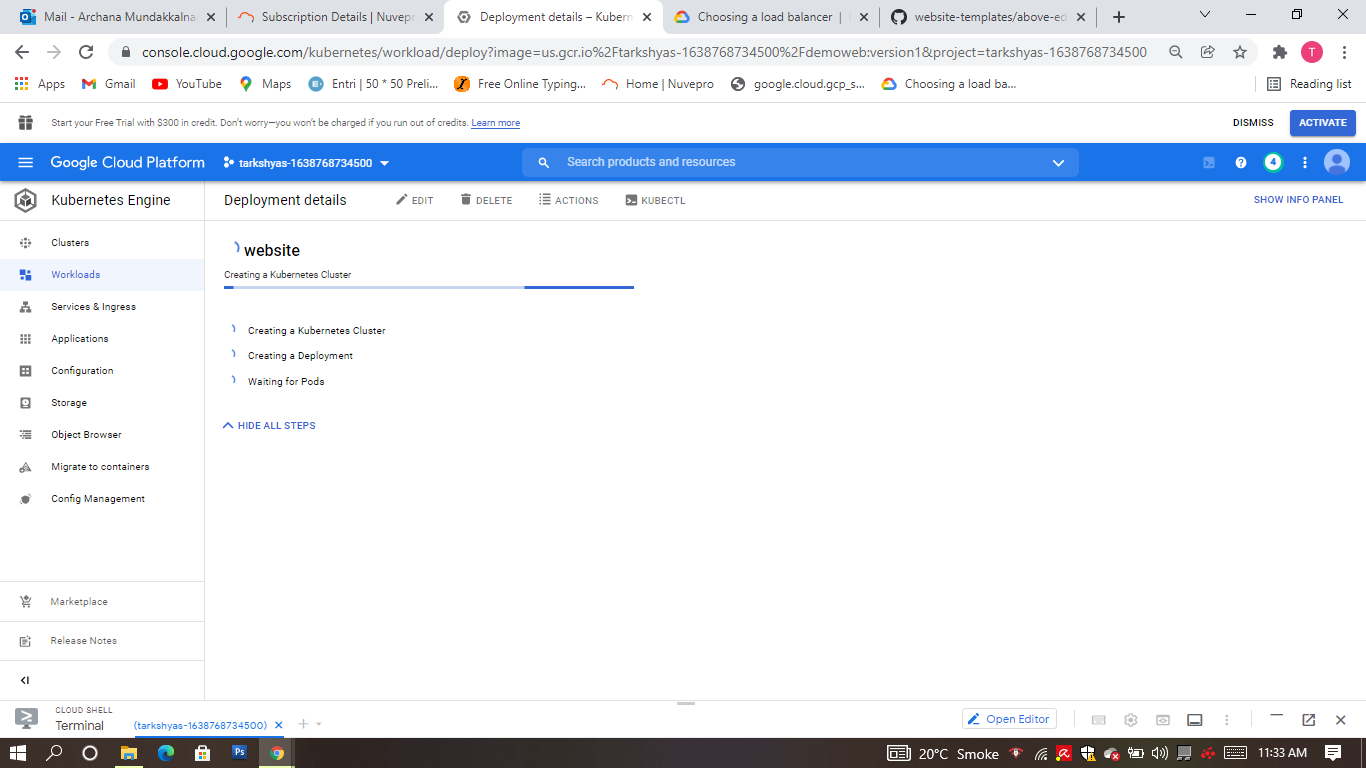 Mail - Archana Mundakkalna
Subscription Details | Nuvepr
Deployment details – Kubern
Choosing a load balancer |
website-templates/above-ed
console.cloud.google.com/kubernetes/workload/deploy?image=us.gcr.io%2Ftarkshyas-1638768734500%2Fdemoweb:version1&project=tarkshyas-1638768734500
T
Apps
Gmail
YouTube
Maps
Entri | 50 * 50 Preli...
Free Online Typing...
Home | Nuvepro
google.cloud.gcp_s...
Choosing a load ba...
Reading list
Start your Free Trial with $300 in credit. Don't worry—you won't be charged if you run out of credits. Learn more
DISMISS
ACTIVATE
Google Cloud Platform
tarkshyas-1638768734500
Search products and resources
4
Kubernetes Engine
Deployment details
EDIT
DELETE
ACTIONS
KUBECTL
SHOW INFO PANEL
Clusters
Workloads
Services & Ingress
Applications
Configuration
Storage
Object Browser
Migrate to containers
Config Management
Marketplace
Release Notes
website
Creating a Kubernetes Cluster
Creating a Kubernetes Cluster
Creating a Deployment
Waiting for Pods
HIDE ALL STEPS
CLOUD SHELL
Terminal
(tarkshyas-1638768734500)
Open Editor
Ps
20°C Smoke
11:33 AM